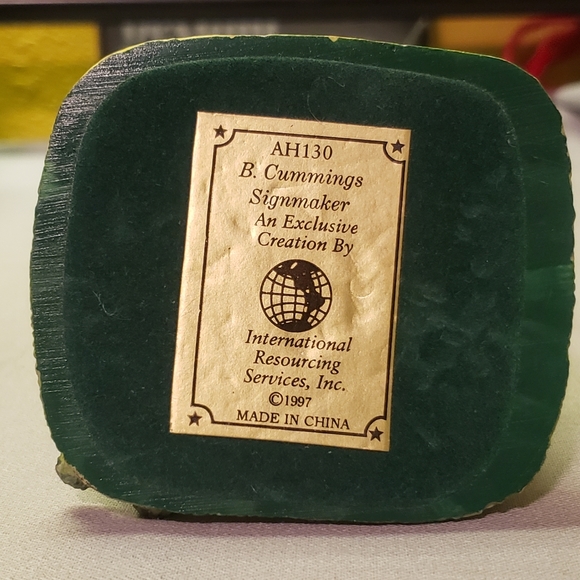 AH130
B. Cummings
Signmaker
An Exclusive
Creation By
International
Resourcing
Services, Inc.
©1997
MADE IN CHINA